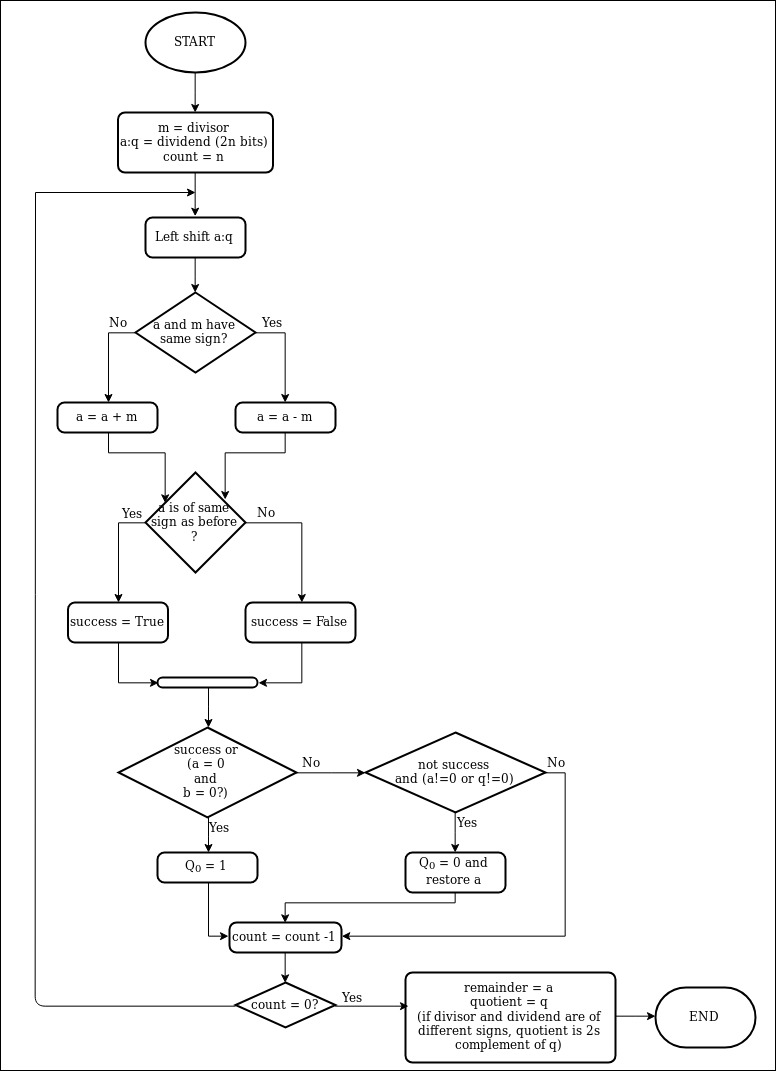 START
m = divisor
a:q = dividend (2n bits)
count = n
Left shift a:q
No
a and m have
same sign?
Yes
a = a + m
a = a - m
Yes
a is of same
sign as before
?
No
success = True
success = False
success or
(a = 0
and
b = 0?)
No
not success
and (a!=0 or q!=0)
No
Yes
Yes
Q₀ = 1
Q₀ = 0 and
restore a
count = count -1
count = 0?
Yes
remainder = a
quotient = q
(if divisor and dividend are of
different signs, quotient is 2s
complement of q)
END